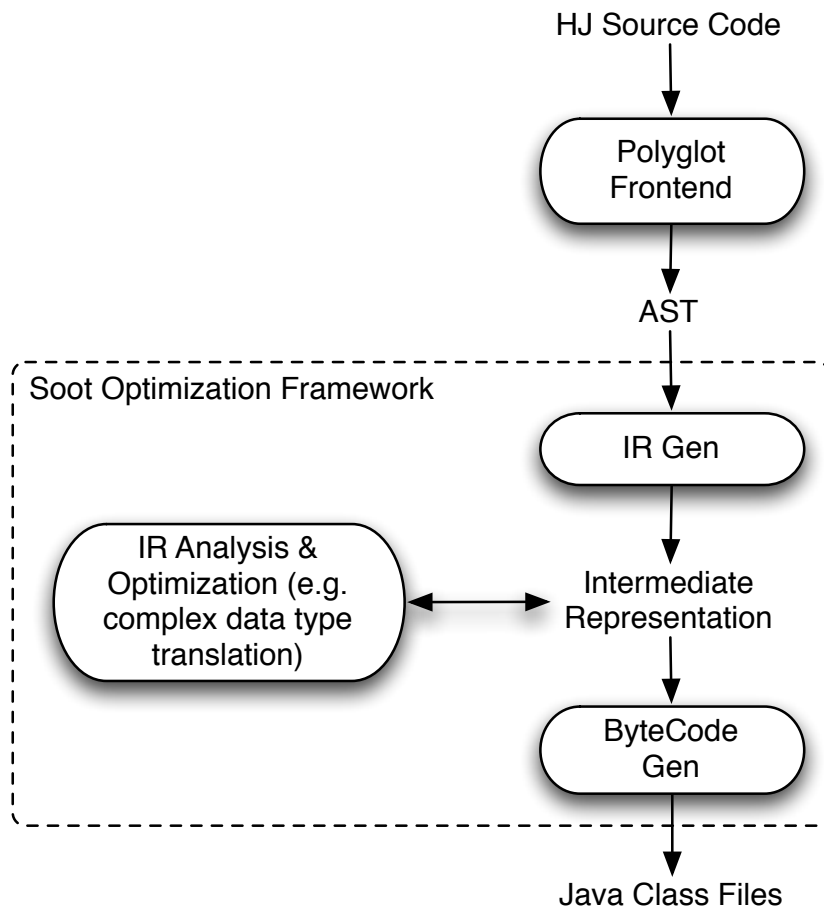 HJ Source Code
Polyglot
Frontend
AST
Soot Optimization Framework
IR Gen
IR Analysis &
Optimization (e.g.
complex data type
translation)
Intermediate
Representation
ByteCode
Gen
Java Class Files